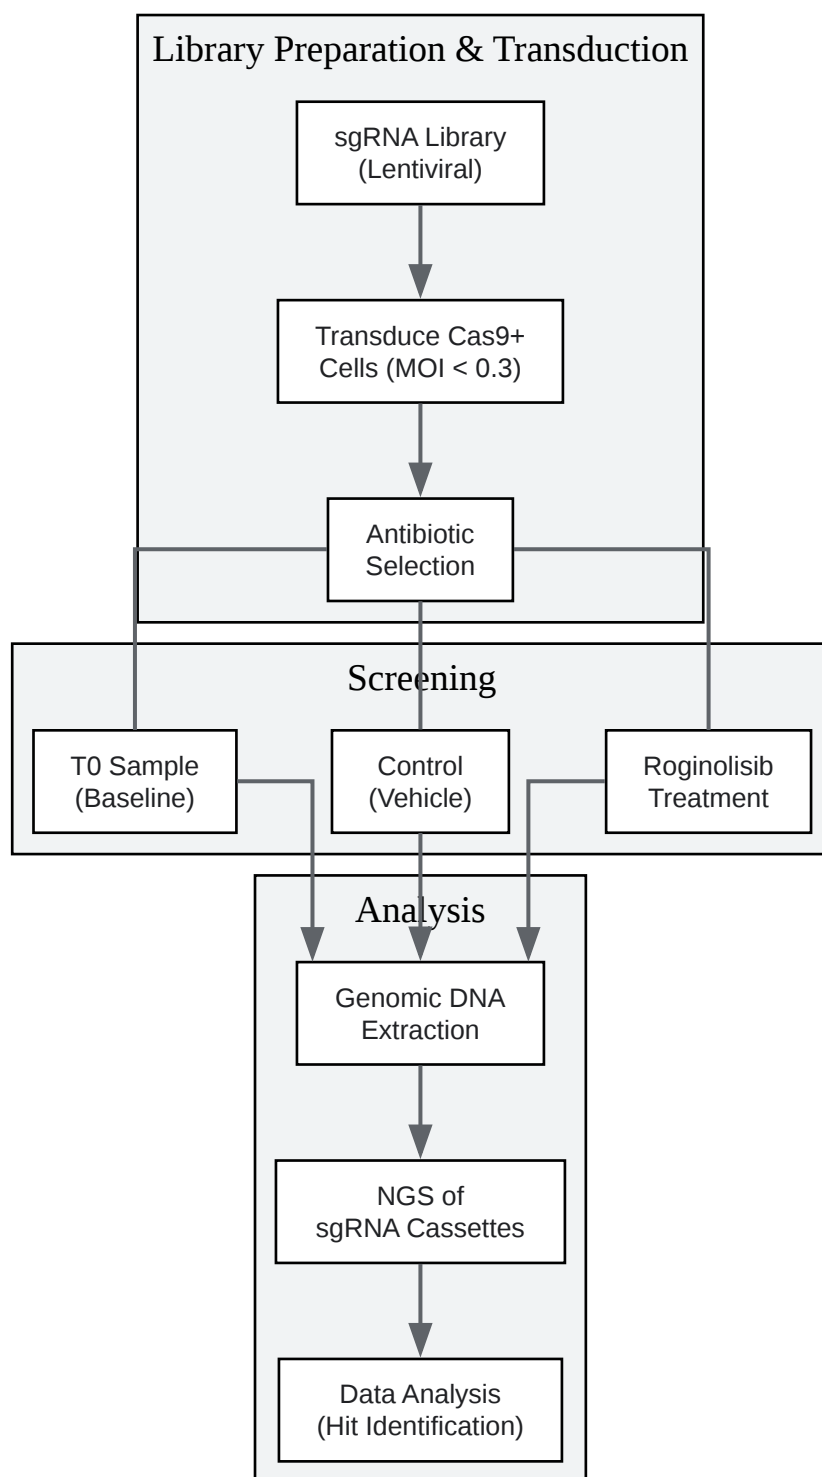 Library Preparation & Transduction
sgRNA Library
(Lentiviral)
Transduce Cas9+
Cells (MOI < 0.3)
Antibiotic
Selection
Screening
T0 Sample
(Baseline)
Control
(Vehicle)
Roginolisib
Treatment
Analysis
Genomic DNA
Extraction
NGS of
sgRNA Cassettes
Data Analysis
(Hit Identification)